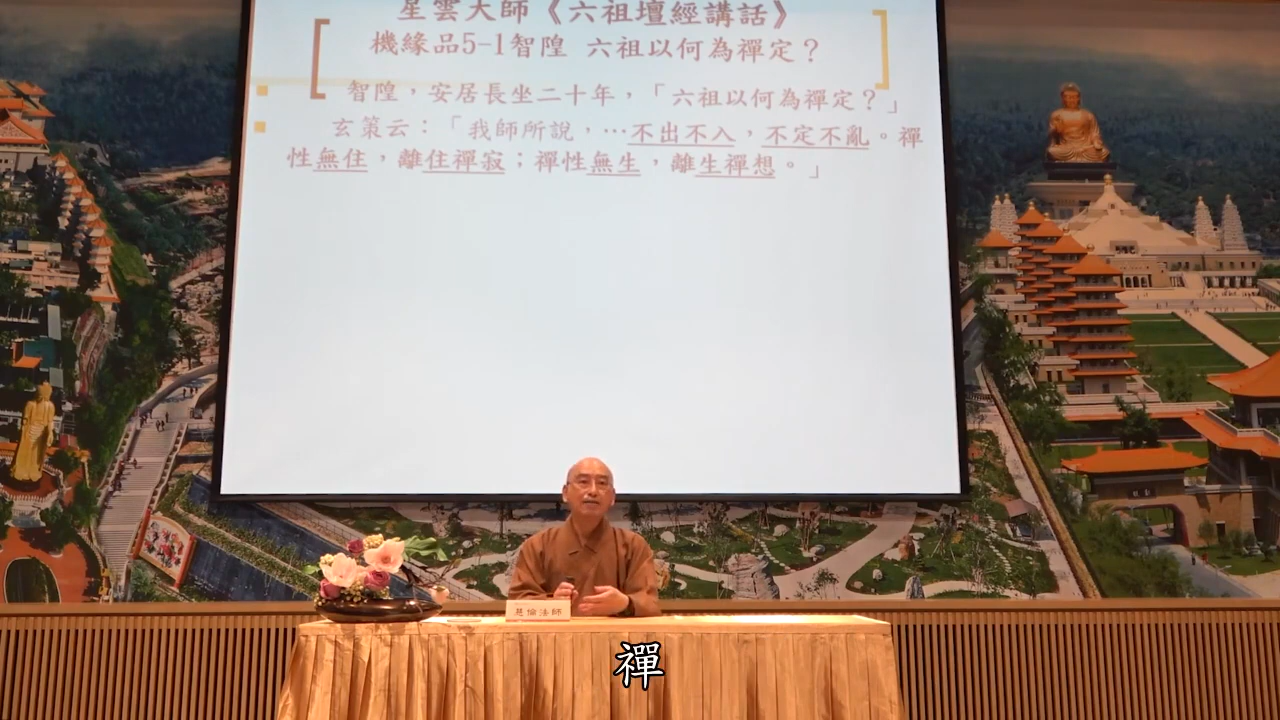 星雲大師《六祖壇經講話》
機緣品5-1智隍 六祖以何為禪定？
智隍，安居長坐二十年，「六祖以何為禪定？」
玄策云：「我師所說，…不出不入，不定不亂。禪
性無住，離住禪寂；禪性無生，離生禪想。」
慧倫法師
禪